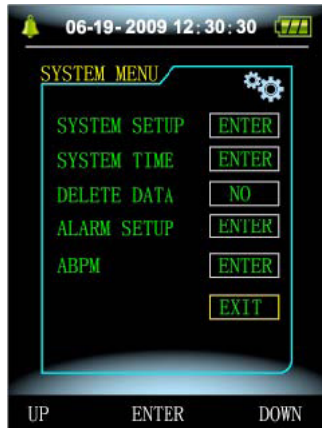 06-19-2009 12:30:30
SYSTEM MENU
SYSTEM SETUP ENTER
SYSTEM TIME ENTER
DELETE DATA NO
ALARM SETUP ENTER
ABPM ENTER
EXIT
UP ENTER DOWN